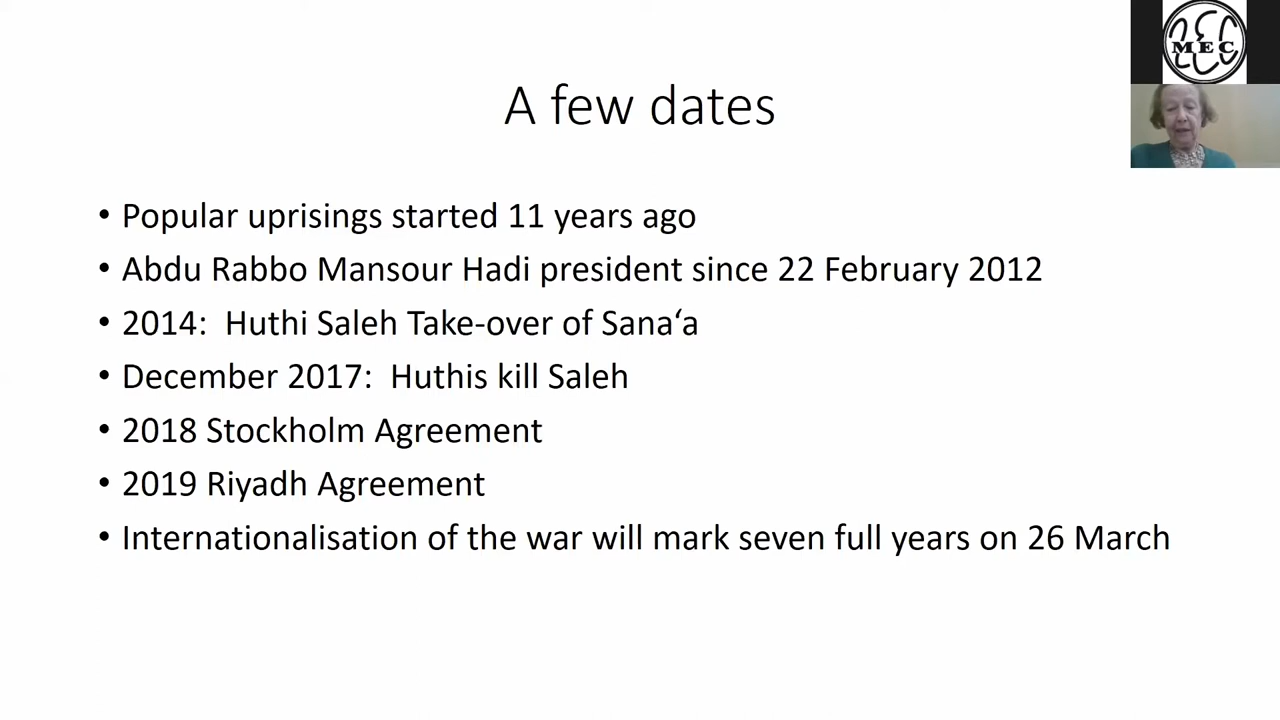 MEC
A few dates
• Popular uprisings started 11 years ago
• Abdu Rabbo Mansour Hadi president since 22 February 2012
• 2014:  Huthi Saleh Take-over of Sana‘a
• December 2017:  Huthis kill Saleh
• 2018 Stockholm Agreement
• 2019 Riyadh Agreement
• Internationalisation of the war will mark seven full years on 26 March